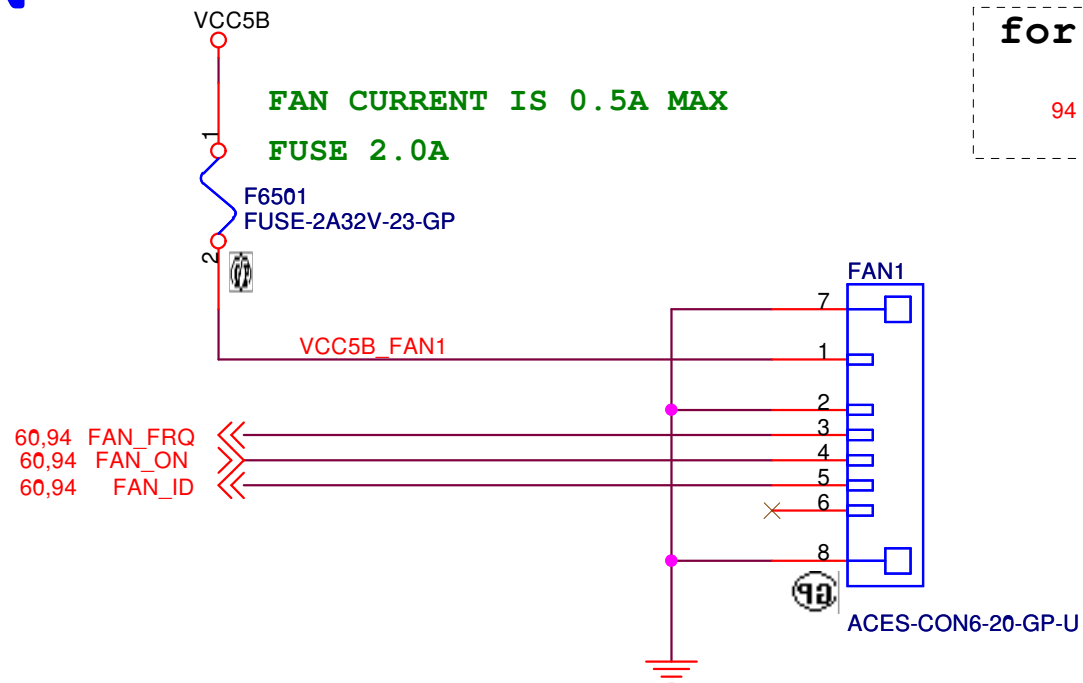 VCC5B
for
FAN CURRENT IS 0.5A MAX
94
1
FUSE 2.0A
F6501
FUSE-2A32V-23-GP
2
FAN1
7
VCC5B_FAN1
1
2
60,94 FAN_FRQ
3
60,94 FAN_ON
4
60,94 FAN_ID
5
6
8
GP
ACES-CON6-20-GP-U